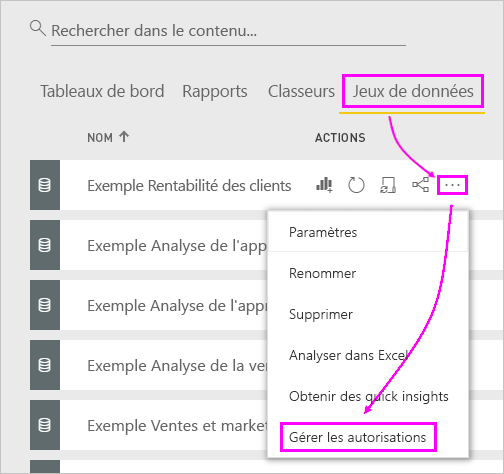 Rechercher dans le contenu...
Tableaux de bord Rapports Classeurs Jeux de données
NOM ACTIONS
Exemple Rentabilité des clients
Paramètres
Exemple Analyse de l'app
Renommer
Exemple Analyse de l'appr
Supprimer
Exemple Analyse de la ve
Analyser dans Excel
Obtenir des quick insights
Exemple Ventes et market
Gérer les autorisations